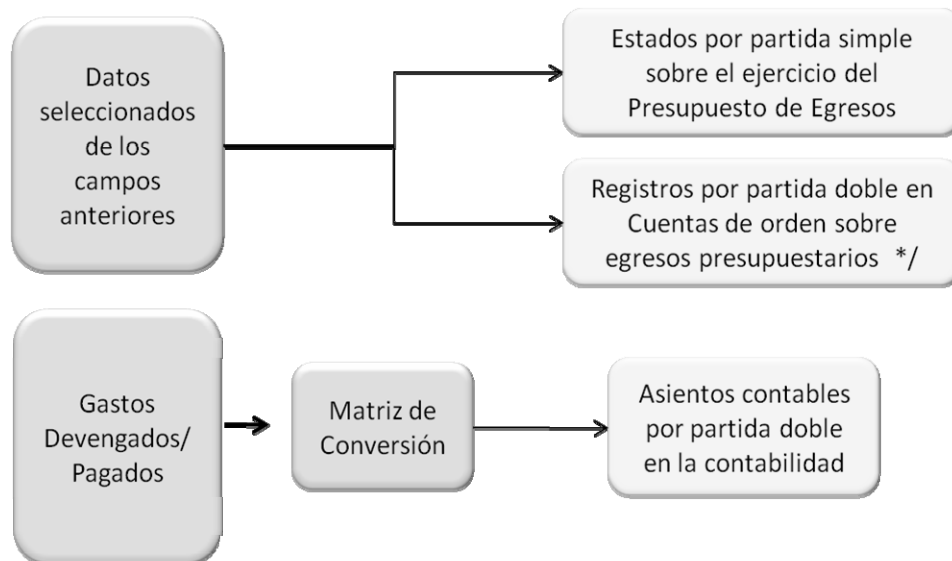 Datos
seleccionados
de los
campos
anteriores
Estados por partida simple
sobre el ejercicio del
Presupuesto de Egresos
Registros por partida doble en
Cuentas de orden sobre
egresos presupuestarios */
Gastos
Devengados/
Pagados
Matriz de
Conversión
Asientos contables
por partida doble
en la contabilidad